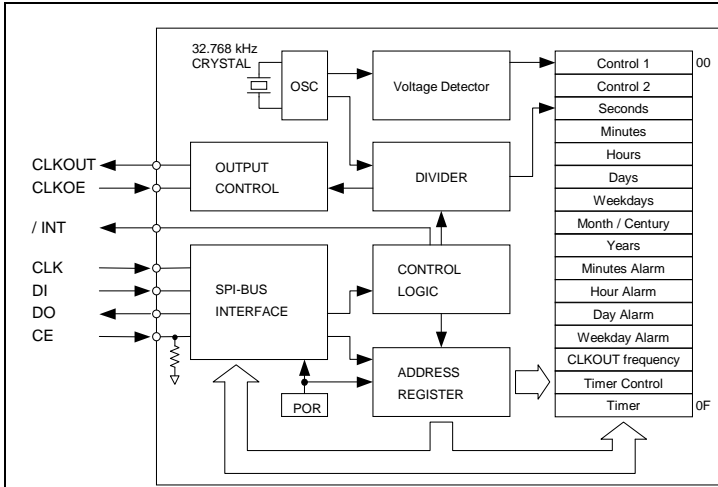 32.768 kHz
CRYSTAL
OSC
Voltage Detector
Control 1
00
Control 2
Seconds
Minutes
Hours
Days
Weekdays
Month / Century
Years
Minutes Alarm
Hour Alarm
Day Alarm
Weekday Alarm
CLKOUT frequency
Timer Control
Timer
0F
CLKOUT
CLKOE
/ INT
CLK
DI
DO
CE
OUTPUT
CONTROL
DIVIDER
SPI-BUS
INTERFACE
CONTROL
LOGIC
ADDRESS
REGISTER
POR